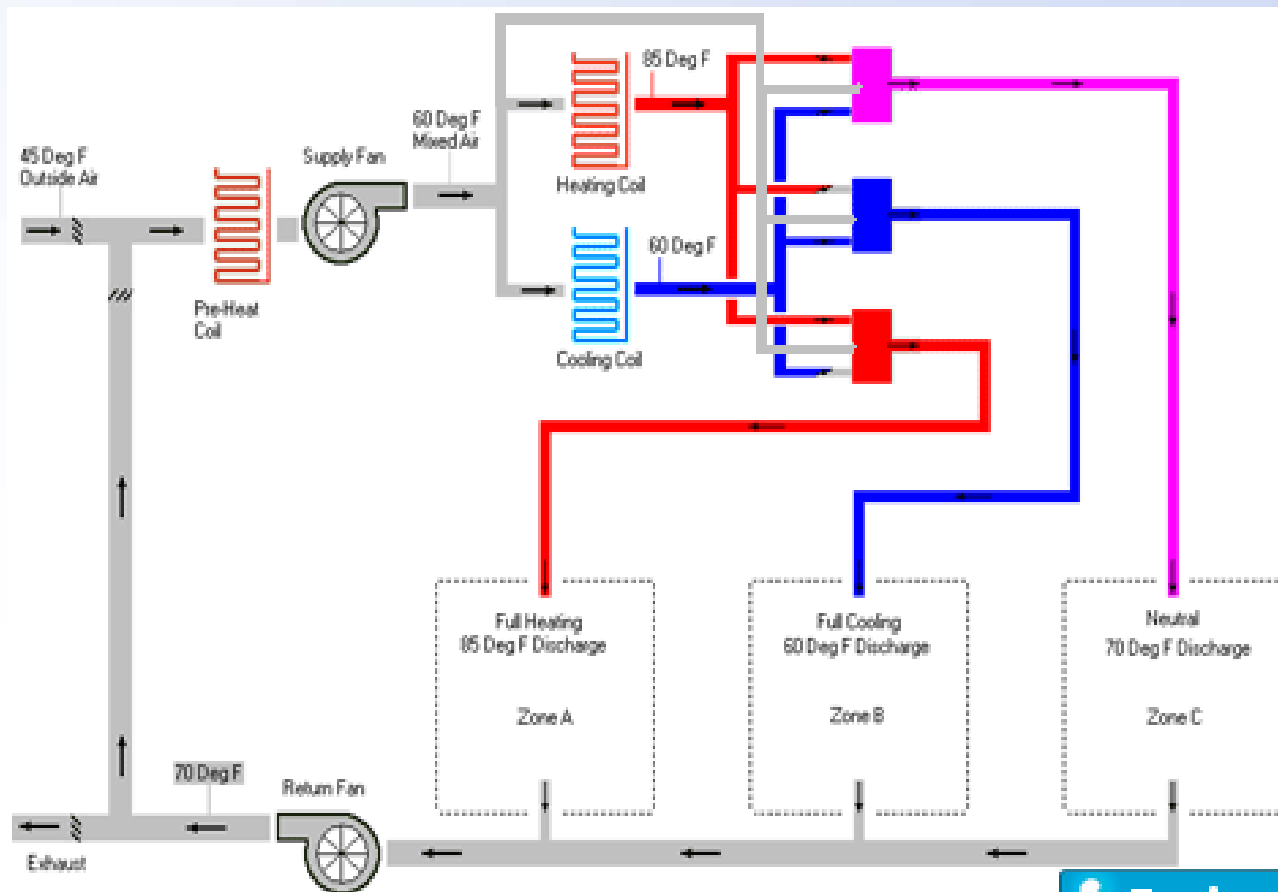 85 Deg F
60 Deg F
Mixed Air
45 Deg F
Outside Air
Supply Fan
Heating Coil
60 Deg F
Pre-Heat
Coil
Cooling Coil
Full Heating
85 Deg F Discharge
Zone A
Full Cooling
60 Deg F Discharge
Zone B
Neutral
70 Deg F Discharge
Zone C
70 Deg F
Return Fan
Exhaust